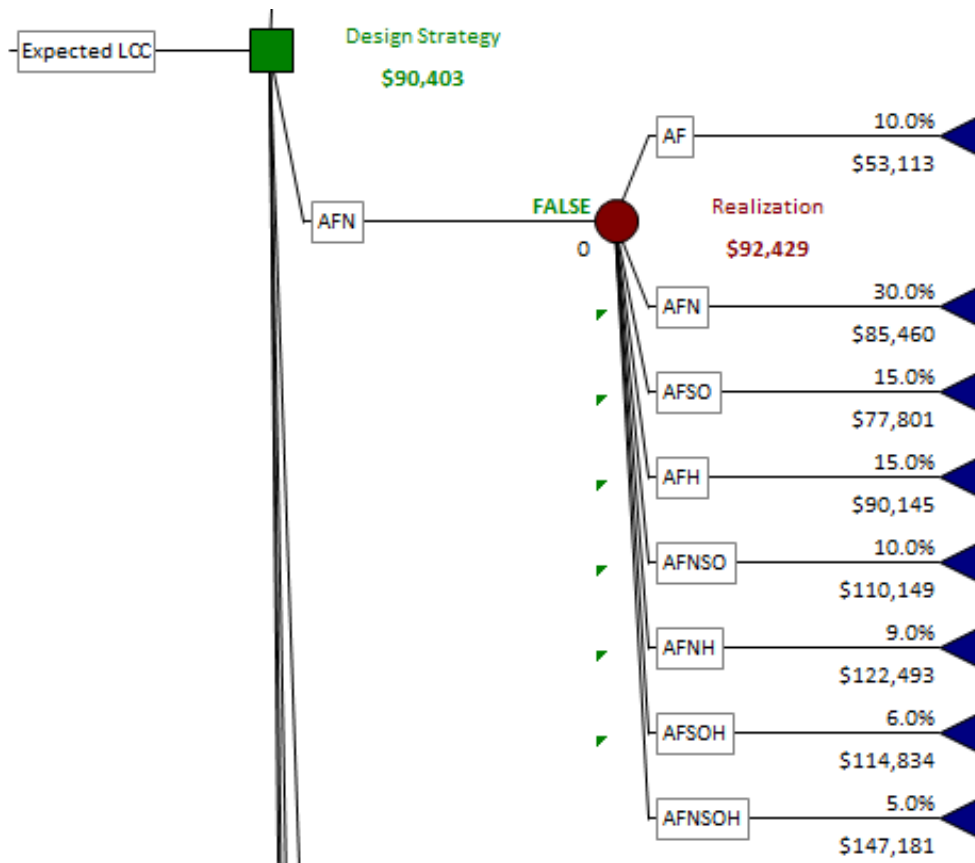 Expected LCC
Design Strategy
$90,403
AFN
FALSE
0
Realization
$92,429
AF
10.0%
$53,113
AFN
30.0%
$85,460
AFSO
15.0%
$77,801
AFH
15.0%
$90,145
AFNSO
10.0%
$110,149
AFNH
9.0%
$122,493
AFSOH
6.0%
$114,834
AFNSOH
5.0%
$147,181